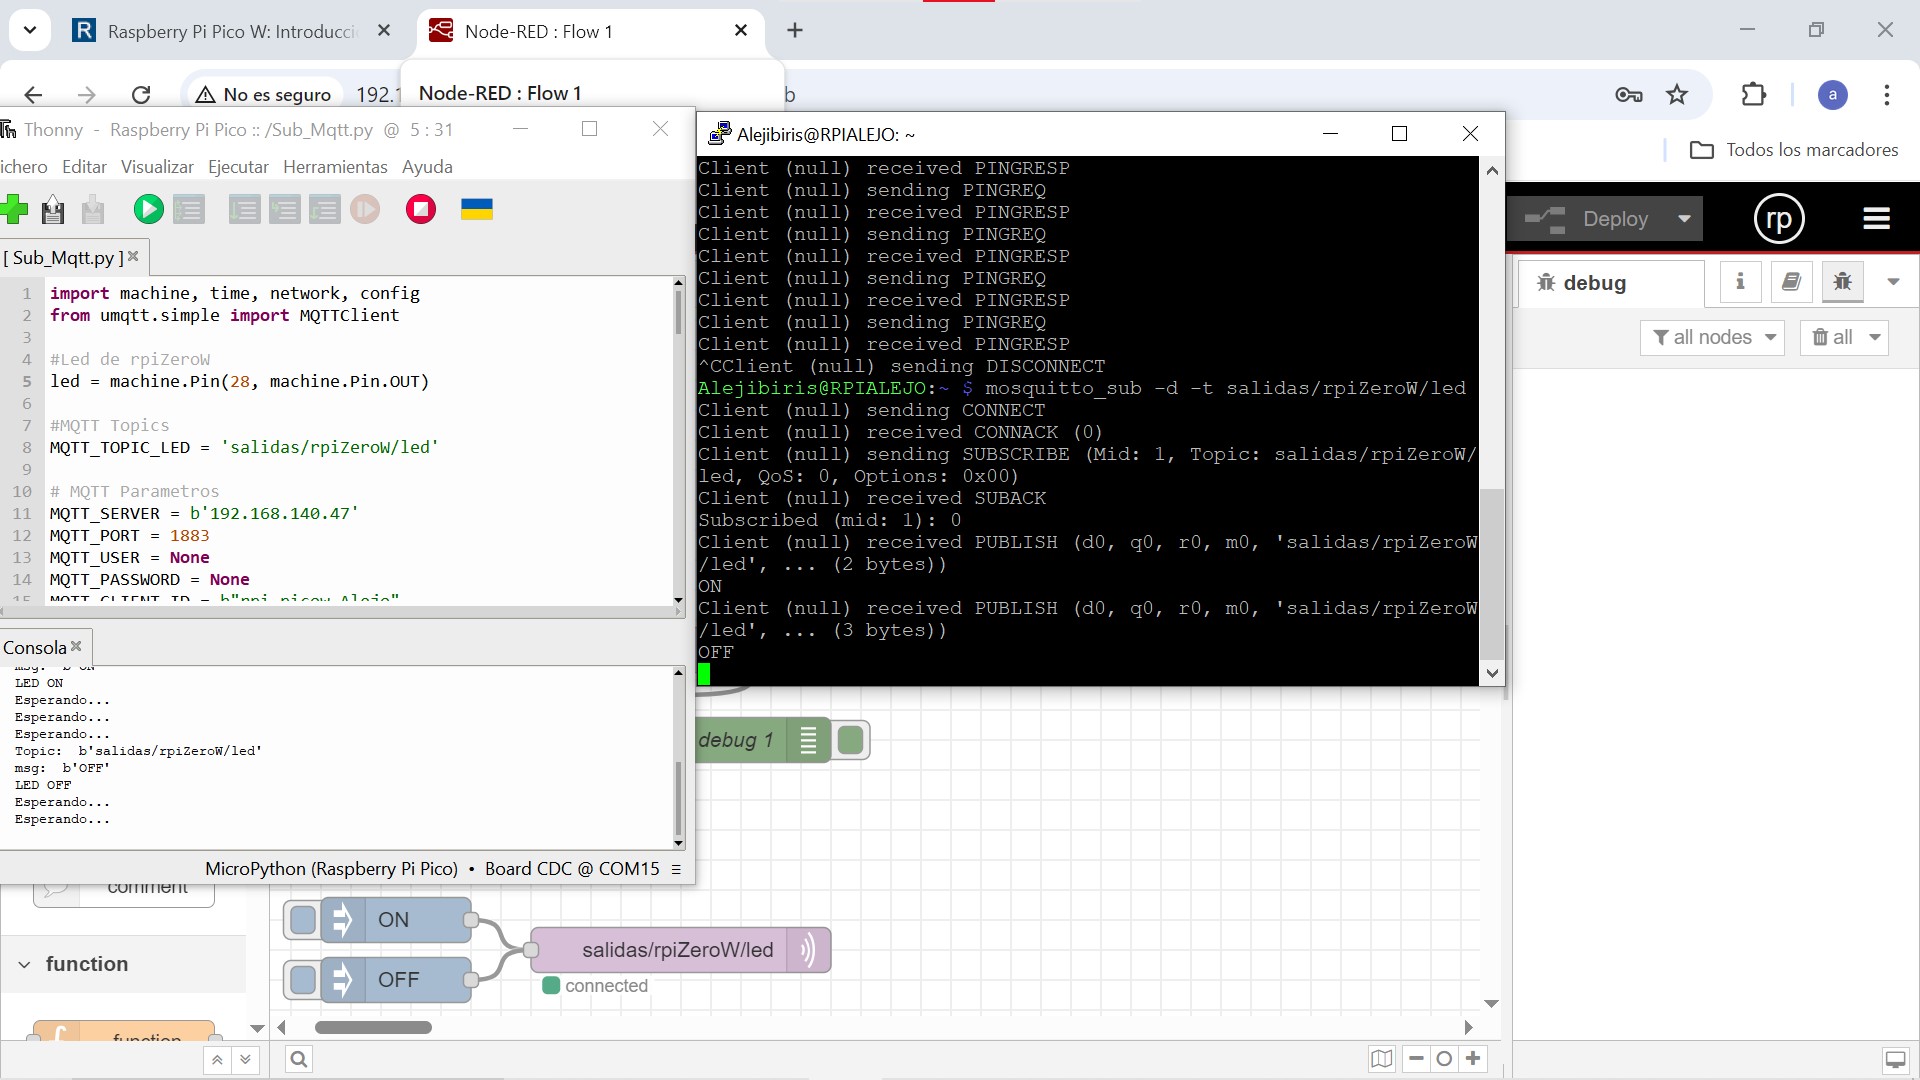 Raspberry Pi Pico W: Introducci
Node-RED : Flow 1
No es seguro
192.1
Node-RED : Flow 1
b
a
Todos los marcadores
Thonny - Raspberry Pi Pico :: /Sub_Mqtt.py @ 5 : 31
ichero Editar Visualizar Ejecutar Herramientas Ayuda
[ Sub_Mqtt.py ]
1 import machine, time, network, config
2 from umqtt.simple import MQTTClient
3
4 #Led de rpiZeroW
5 led = machine.Pin(28, machine.Pin.OUT)
6
7 #MQTT Topics
8 MQTT_TOPIC_LED = 'salidas/rpiZeroW/led'
9
10 # MQTT Parametros
11 MQTT_SERVER = b'192.168.140.47'
12 MQTT_PORT = 1883
13 MQTT_USER = None
14 MQTT_PASSWORD = None
15 MQTT_CLIENT_ID = b"rpi_picow_Alejo"
Consola
msg: b'ON'
LED ON
Esperando...
Esperando...
Esperando...
Topic: b'salidas/rpiZeroW/led'
msg: b'OFF'
LED OFF
Esperando...
Esperando...
MicroPython (Raspberry Pi Pico) • Board CDC @ COM15 ≡
Alejibiris@RPIALEJO: ~
Client (null) received PINGRESP
Client (null) sending PINGREQ
Client (null) received PINGRESP
Client (null) sending PINGREQ
Client (null) received PINGRESP
Client (null) sending PINGREQ
Client (null) received PINGRESP
Client (null) sending PINGREQ
Client (null) received PINGRESP
^CClient (null) sending DISCONNECT
Alejibiris@RPIALEJO:~ $ mosquitto_sub -d -t salidas/rpiZeroW/led
Client (null) sending CONNECT
Client (null) received CONNACK (0)
Client (null) sending SUBSCRIBE (Mid: 1, Topic: salidas/rpiZeroW/
led, QoS: 0, Options: 0x00)
Client (null) received SUBACK
Subscribed (mid: 1): 0
Client (null) received PUBLISH (d0, q0, r0, m0, 'salidas/rpiZeroW
/led', ... (2 bytes))
ON
Client (null) received PUBLISH (d0, q0, r0, m0, 'salidas/rpiZeroW
/led', ... (3 bytes))
OFF
Deploy
rp
debug
i
all nodes
all
debug 1
comment
function
function
ON
OFF
salidas/rpiZeroW/led
connected